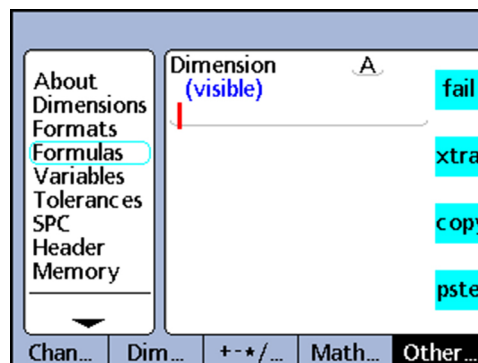 About
Dimensions
Formats
Formulas
Variables
Tolerances
SPC
Header
Memory
Dimension A
(visible)
fail
xtra
copy
pste
Chan... Dim... +-*/... Math... Other...